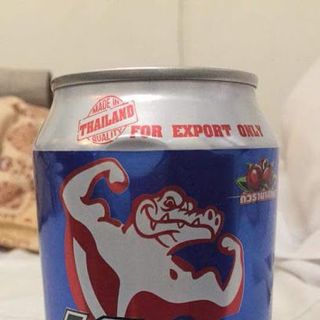 MADE IN
THAILAND
QUALITY
FOR EXPORT ONLY